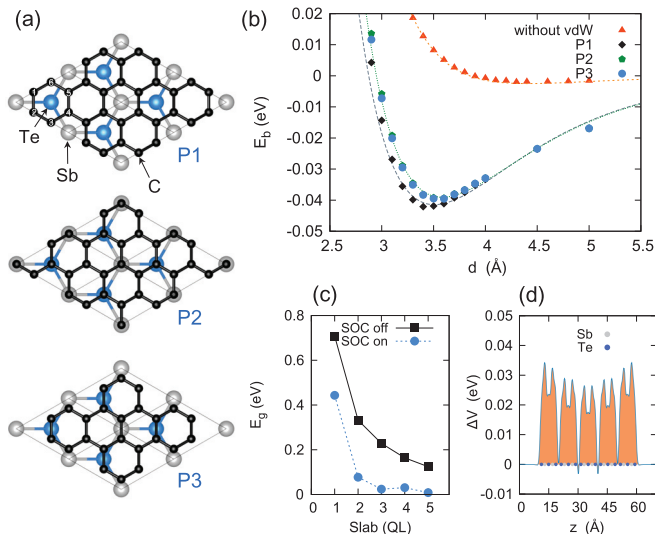 (a)
1
2
3
4
5
6
Te
Sb
C
P1
P2
P3
(b)
0.02
0.01
0
-0.01
-0.02
-0.03
-0.04
-0.05
E_b (eV)
without vdW
P1
P2
P3
2.5 3 3.5 4 4.5 5 5.5
d (Å)
(c)
SOC off
SOC on
0.8
0.6
0.4
0.2
0
E_g (eV)
0 1 2 3 4 5
Slab (QL)
(d)
Sb
Te
0.05
0.04
0.03
0.02
0.01
0
-0.01
ΔV (eV)
0 15 30 45 60
z (Å)